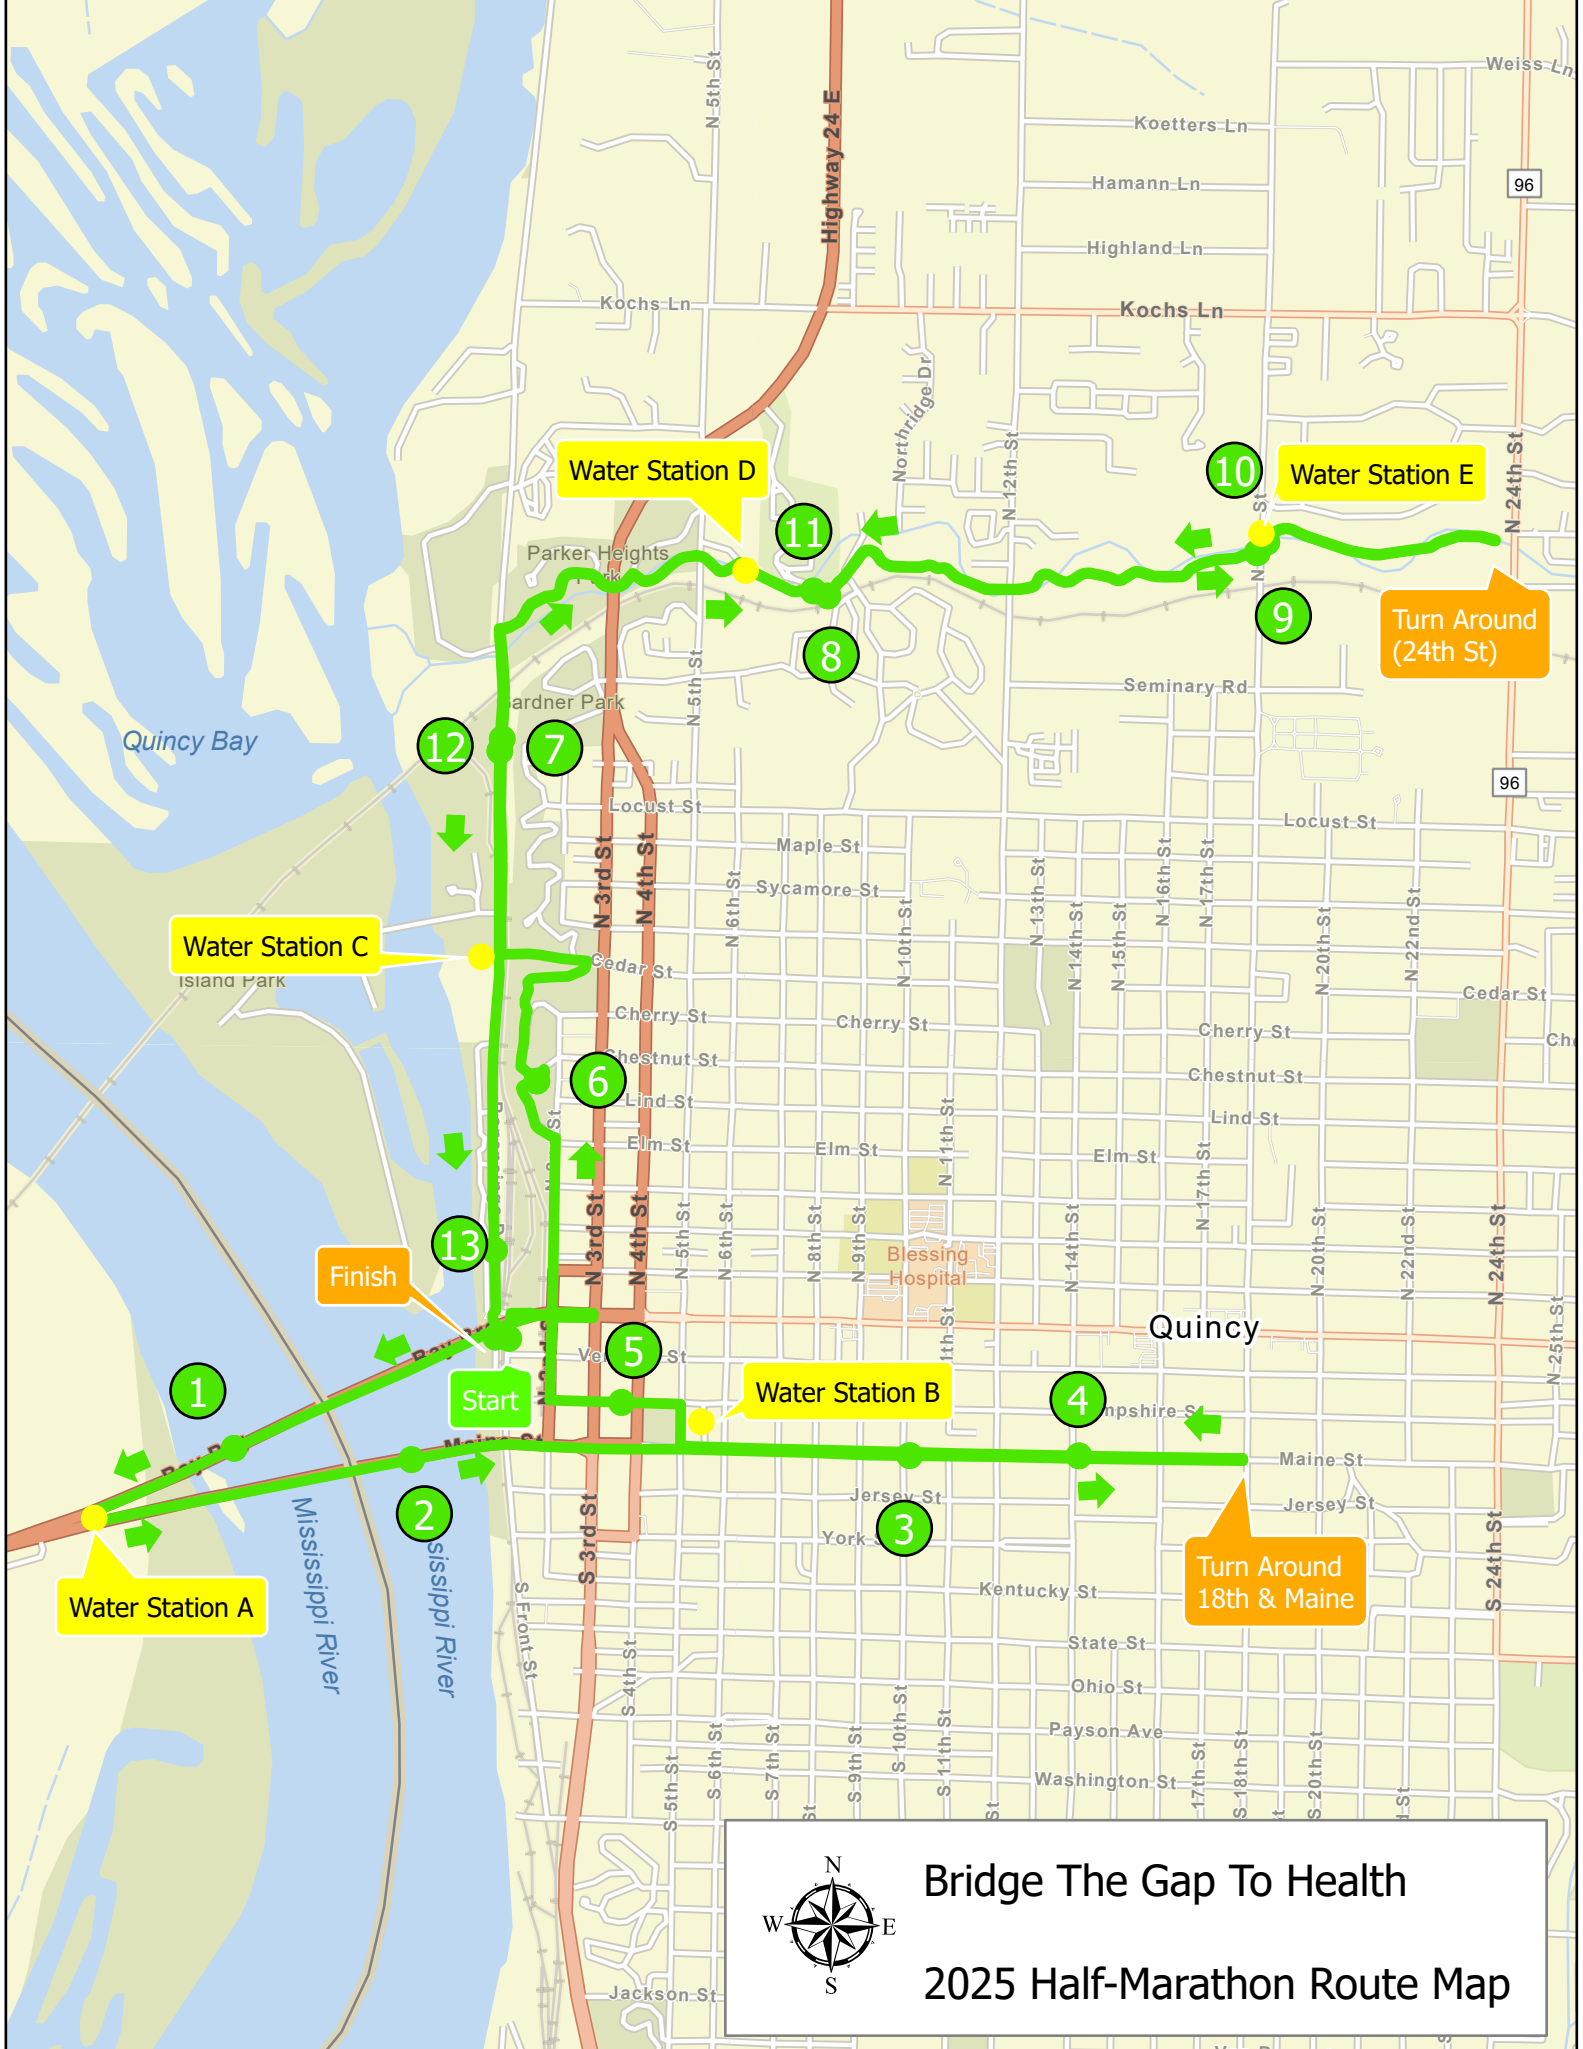 Weiss Ln
N 5th St
Koetters Ln
Highway 24 E
Hamann Ln
96
Highland Ln
Kochs Ln
Kochs Ln
Northridge Dr
N 12th St
N 24th St
Water Station D
10
Water Station E
11
Parker Heights
Park
9
Turn Around
(24th St)
8
N 5th St
Seminary Rd
Gardner Park
Quincy Bay
12
7
96
Locust St
Locust St
N 3rd St
N 4th St
Maple St
Sycamore St
N 6th St
N 10th St
N 13th St
N 14th St
N 15th St
N 16th St
N 17th St
N 20th St
N 22nd St
Water Station C
Island Park
Cedar St
Cedar St
Cherry St
Cherry St
Cherry St
Chestnut St
Chestnut St
6
Lind St
Lind St
Elm St
Elm St
Elm St
N 11th St
N 17th St
13
N 3rd St
N 4th St
N 5th St
N 6th St
N 8th St
N 9th St
N 14th St
N 20th St
N 22nd St
N 24th St
Blessing
Hospital
Finish
Quincy
N 25th St
5
1
Start
Water Station B
4
Maine St
Maine St
2
3
Jersey St
Jersey St
York
Mississippi River
S 3rd St
S 24th St
Turn Around
18th & Maine
Water Station A
Kentucky St
S Front St
State St
S 4th St
Ohio St
Payson Ave
Washington St
S 5th St
S 6th St
S 7th St
S 9th St
S 10th St
S 11th St
17th St
S 18th St
S 20th St
Jackson St
N
W
E
S
Bridge The Gap To Health
2025 Half-Marathon Route Map